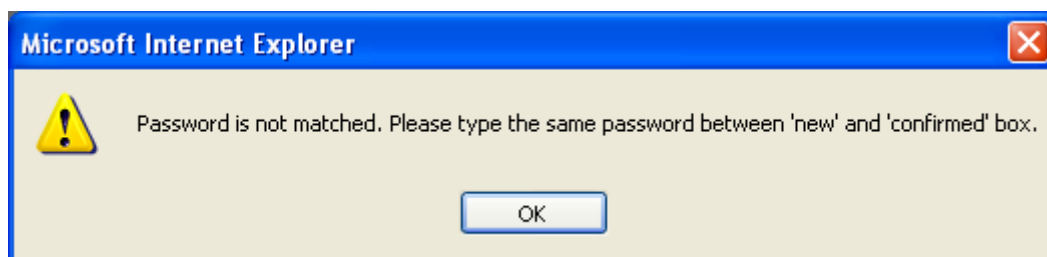 Microsoft Internet Explorer
Password is not matched. Please type the same password between 'new' and 'confirmed' box.
OK